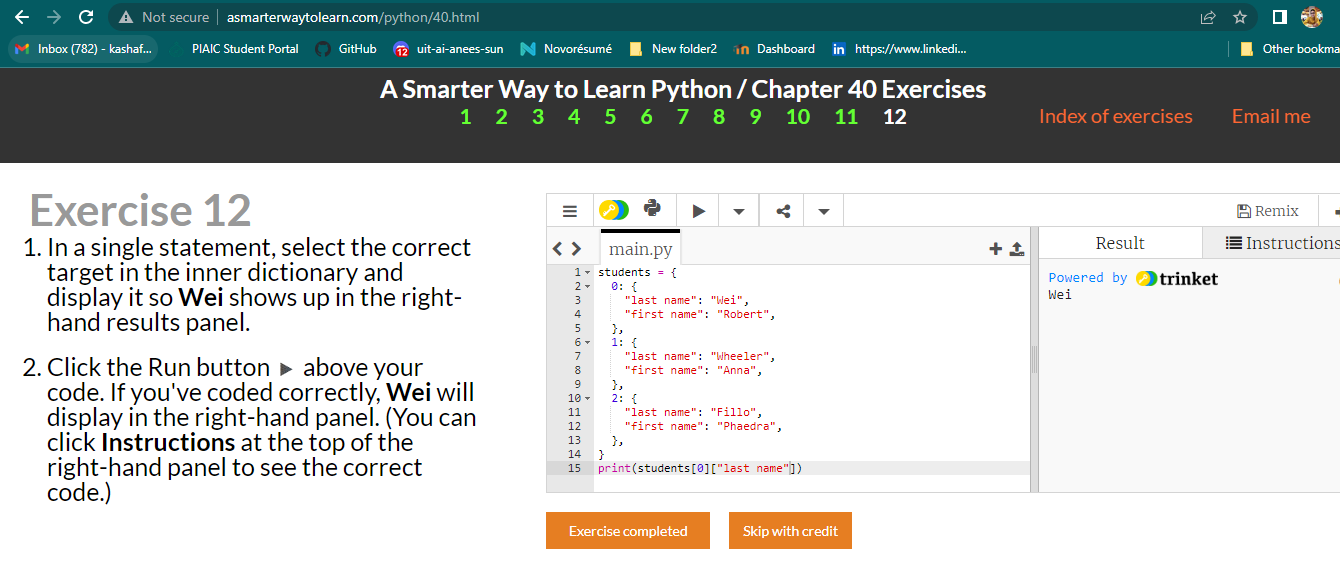 Not secure | asmarterwaytolearn.com/python/40.html
Inbox (782) - kashaf... PIAIC Student Portal GitHub 12 uit-ai-anees-sun Novorésumé New folder2 Dashboard https://www.linkedi... Other bookma
A Smarter Way to Learn Python / Chapter 40 Exercises
1 2 3 4 5 6 7 8 9 10 11 12 Index of exercises Email me
Exercise 12
1. In a single statement, select the correct
target in the inner dictionary and
display it so Wei shows up in the right-
hand results panel.
2. Click the Run button ▶ above your
code. If you've coded correctly, Wei will
display in the right-hand panel. (You can
click Instructions at the top of the
right-hand panel to see the correct
code.)
Remix
main.py
1 students = {
2 0: {
3 "last name": "Wei",
4 "first name": "Robert",
5 },
6 1: {
7 "last name": "Wheeler",
8 "first name": "Anna",
9 },
10 2: {
11 "last name": "Fillo",
12 "first name": "Phaedra",
13 },
14 }
15 print(students[0]["last name"])
Result Instructions
Powered by trinket
Wei
Exercise completed Skip with credit